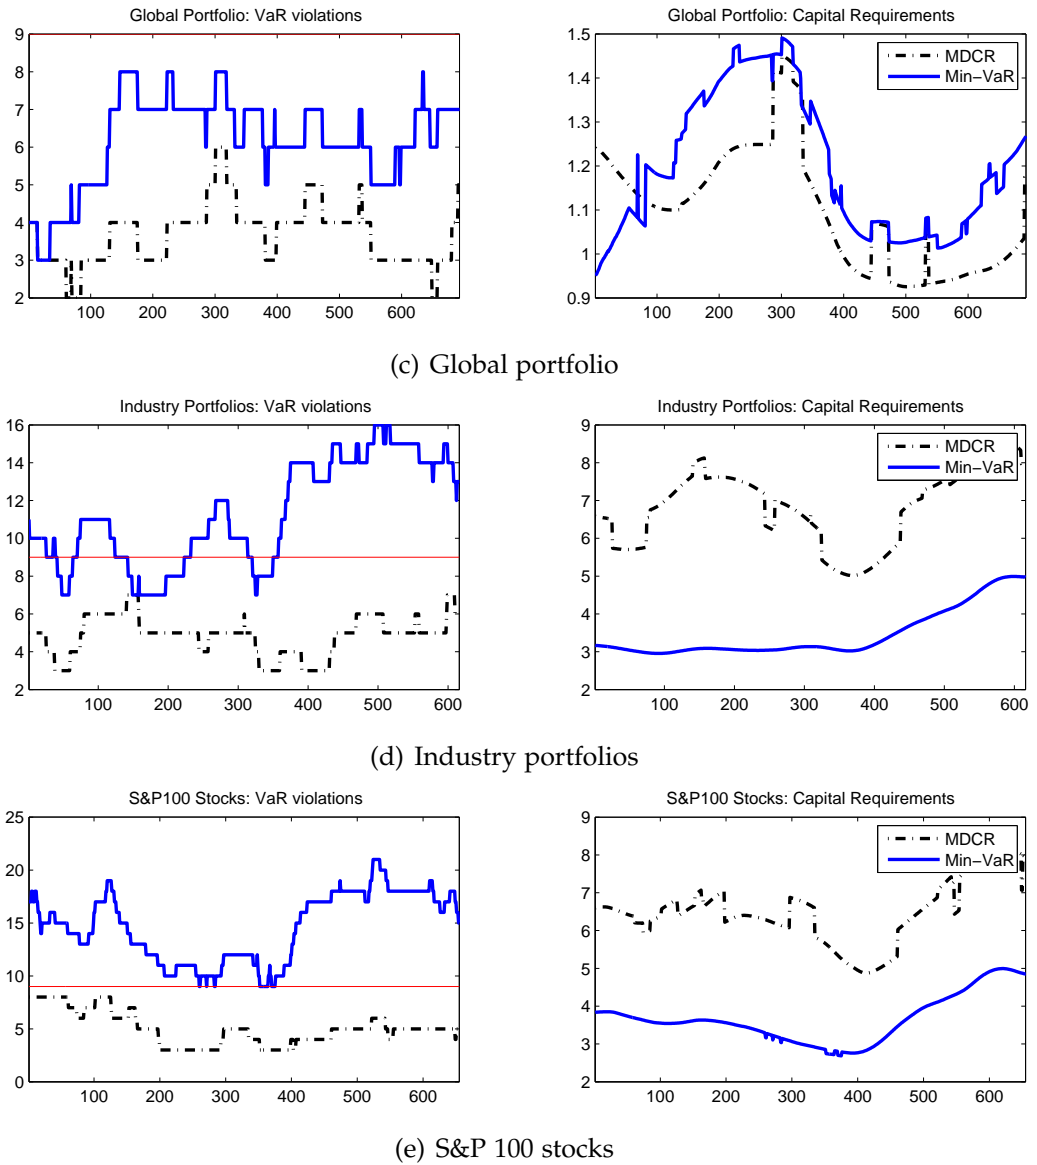 Global Portfolio: VaR violations
9
8
7
6
5
4
3
2
100 200 300 400 500 600
Global Portfolio: Capital Requirements
1.5
1.4
1.3
1.2
1.1
1
0.9
MDCR
Min−VaR
100 200 300 400 500 600
(c) Global portfolio
Industry Portfolios: VaR violations
16
14
12
10
8
6
4
2
100 200 300 400 500 600
Industry Portfolios: Capital Requirements
9
8
7
6
5
4
3
2
MDCR
Min−VaR
100 200 300 400 500 600
(d) Industry portfolios
S&P100 Stocks: VaR violations
25
20
15
10
5
0
100 200 300 400 500 600
S&P100 Stocks: Capital Requirements
9
8
7
6
5
4
3
2
MDCR
Min−VaR
100 200 300 400 500 600
(e) S&P 100 stocks